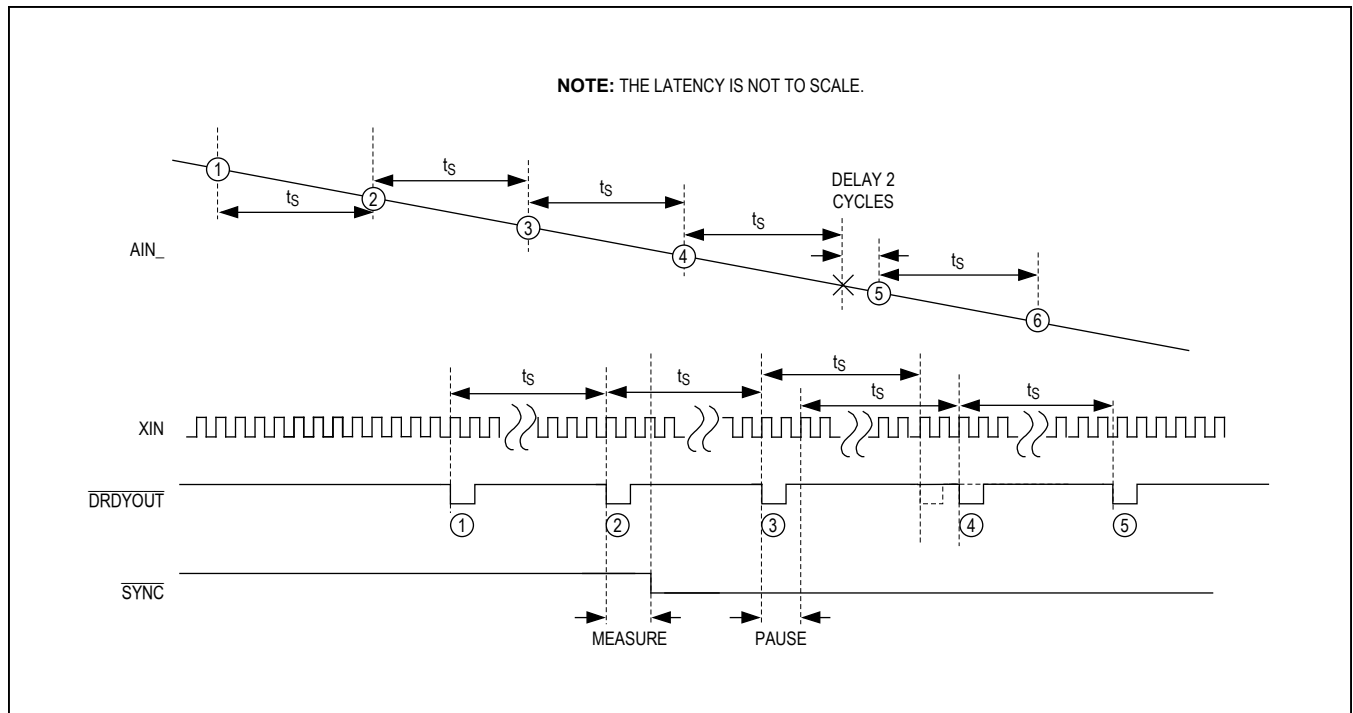 NOTE: THE LATENCY IS NOT TO SCALE.
1
tS
2
tS
3
tS
4
tS
DELAY 2
CYCLES
5
tS
6
AIN_
tS
tS
tS
tS
tS
XIN
DRDYOUT
1
2
3
4
5
SYNC
MEASURE
PAUSE